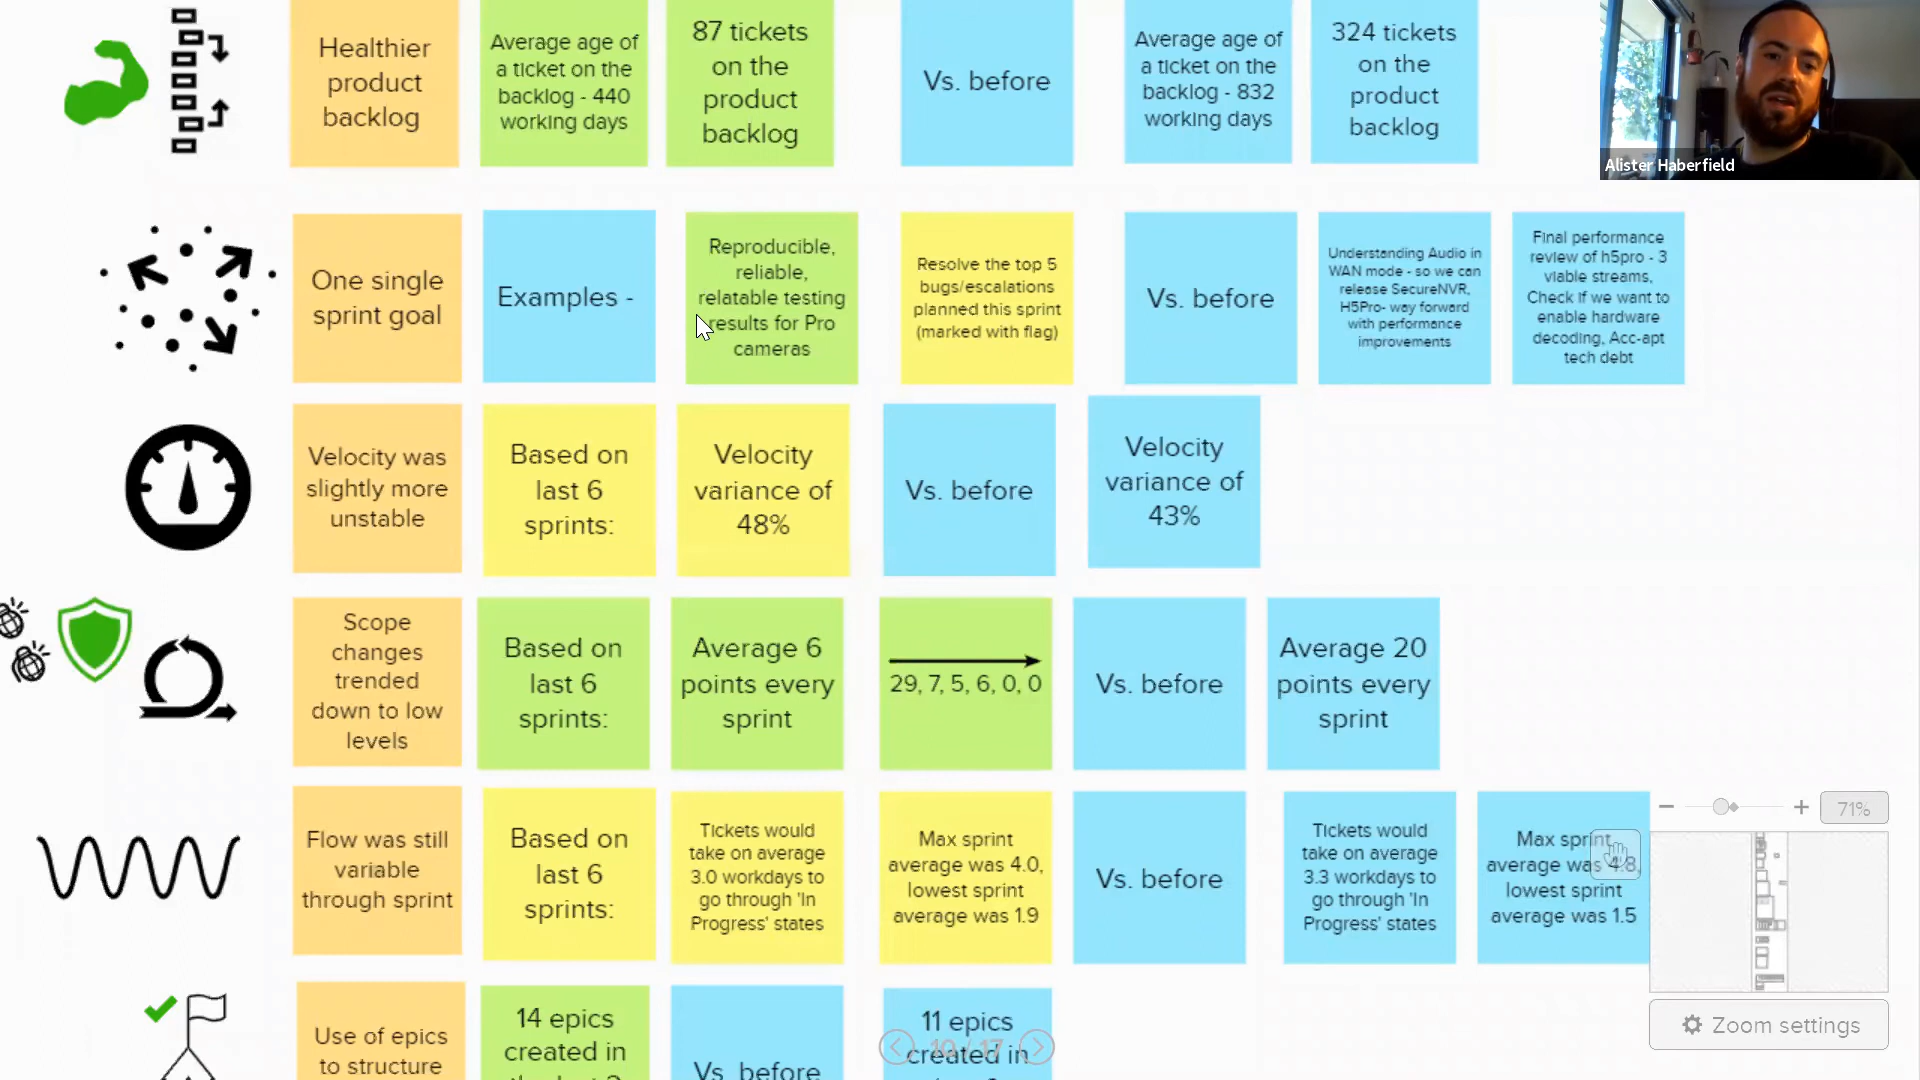 Healthier
product
backlog
Average age of
a ticket on the
backlog - 440
working days
87 tickets
on the
product
backlog
Vs. before
Average age of
a ticket on the
backlog - 832
working days
324 tickets
on the
product
backlog
Alister Haberfield
One single
sprint goal
Examples -
Reproducible,
reliable,
relatable testing
results for Pro
cameras
Resolve the top 5
bugs/escalations
planned this sprint
(marked with flag)
Vs. before
Understanding Audio in
WAN mode - so we can
release SecureNVR,
H5Pro- way forward
with performance
improvements
Final performance
review of h5pro - 3
viable streams,
Check if we want to
enable hardware
decoding, Acc-apt
tech debt
Velocity was
slightly more
unstable
Based on
last 6
sprints:
Velocity
variance of
48%
Vs. before
Velocity
variance of
43%
Scope
changes
trended
down to low
levels
Based on
last 6
sprints:
Average 6
points every
sprint
29, 7, 5, 6, 0, 0
Vs. before
Average 20
points every
sprint
Flow was still
variable
through sprint
Based on
last 6
sprints:
Tickets would
take on average
3.0 workdays to
go through 'In
Progress' states
Max sprint
average was 4.0,
lowest sprint
average was 1.9
Vs. before
Tickets would
take on average
3.3 workdays to
go through 'In
Progress' states
Max sprint
average was 4.8,
lowest sprint
average was 1.5
71%
Zoom settings
Use of epics
to structure
14 epics
created in
Vs. before
11 epics
created in
10 / 17